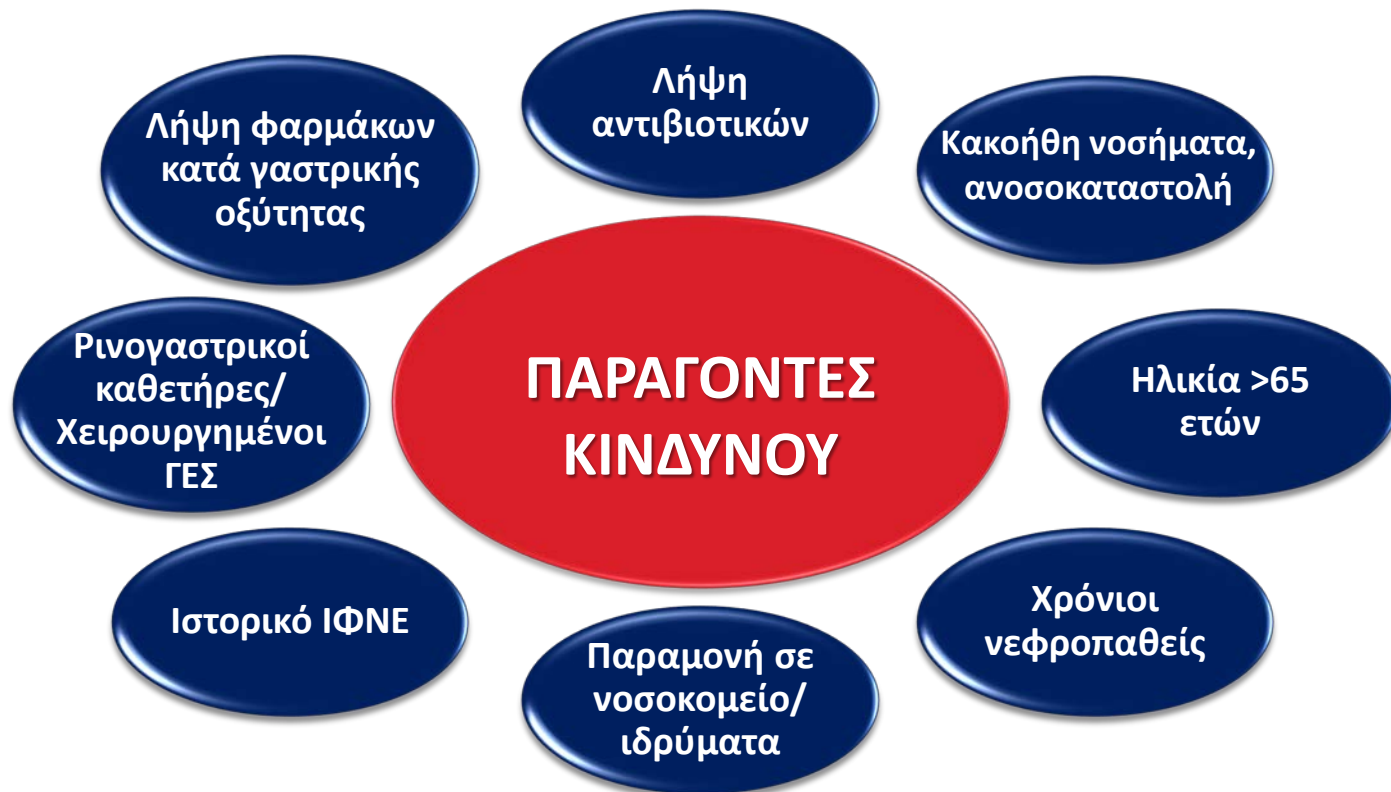 Λήψη
αντιβιοτικών
Λήψη φαρμάκων
κατά γαστρικής
οξύτητας
Κακοήθη νοσήματα,
ανοσοκαταστολή
Ρινογαστρικοί
καθετήρες/
Χειρουργημένοι
ΓΕΣ
ΠΑΡΑΓΟΝΤΕΣ
ΚΙΝΔΥΝΟΥ
Ηλικία >65
ετών
Ιστορικό ΙΦΝΕ
Παραμονή σε
νοσοκομείο/
ιδρύματα
Χρόνιοι
νεφροπαθείς